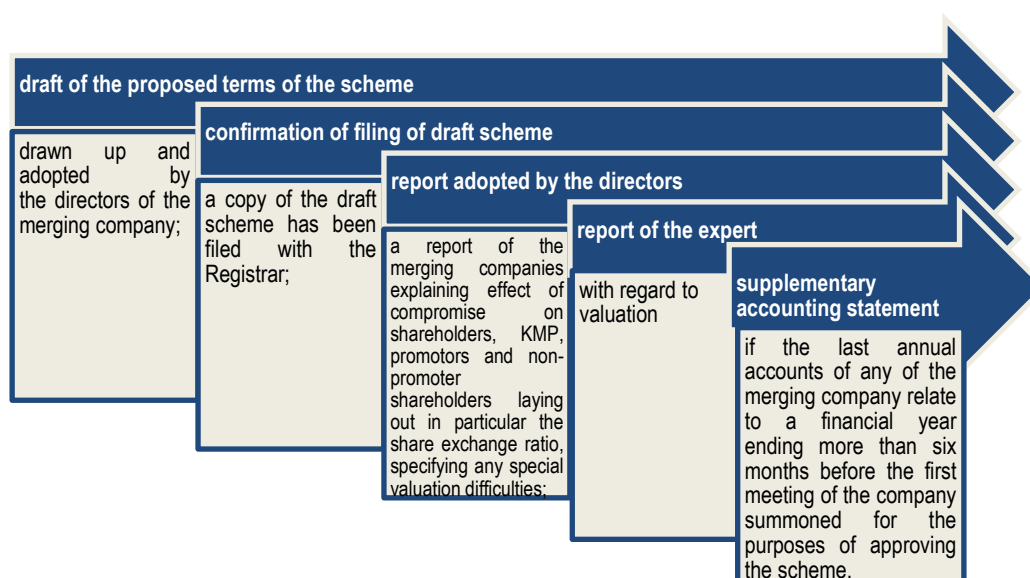 draft of the proposed terms of the scheme
drawn up and
adopted by
the directors of the
merging company;
confirmation of filing of draft scheme
a copy of the draft
scheme has been
filed with the
Registrar;
report adopted by the directors
a report of the
merging companies
explaining effect of
compromise on
shareholders, KMP,
promotors and non-
promoter
shareholders laying
out in particular the
share exchange ratio,
specifying any special
valuation difficulties;
report of the expert
with regard to
valuation
supplementary
accounting statement
if the last annual
accounts of any of the
merging company relate
to a financial year
ending more than six
months before the first
meeting of the company
summoned for the
purposes of approving
the scheme.